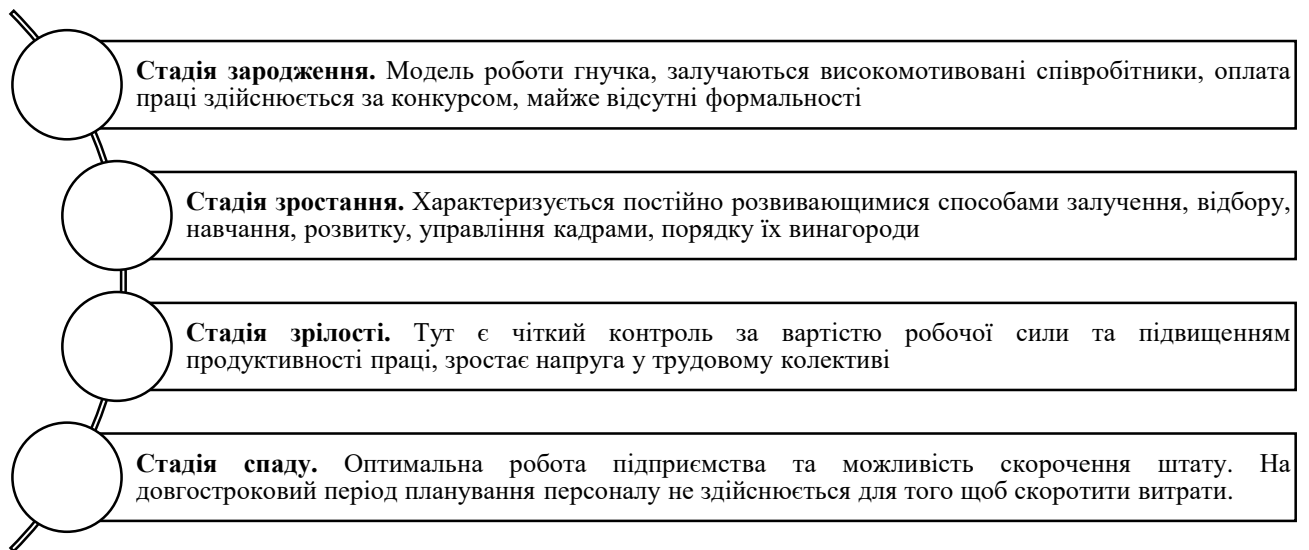 Стадія зародження. Модель роботи гнучка, залучаються високомотивовані співробітники, оплата
праці здійснюється за конкурсом, майже відсутні формальності
Стадія зростання. Характеризується постійно розвивающимися способами залучення, відбору,
навчання, розвитку, управління кадрами, порядку їх винагороди
Стадія зрілості. Тут є чіткий контроль за вартістю робочої сили та підвищенням
продуктивності праці, зростає напруга у трудовому колективі
Стадія спаду. Оптимальна робота підприємства та можливість скорочення штату. На
довгостроковий період планування персоналу не здійснюється для того щоб скоротити витрати.